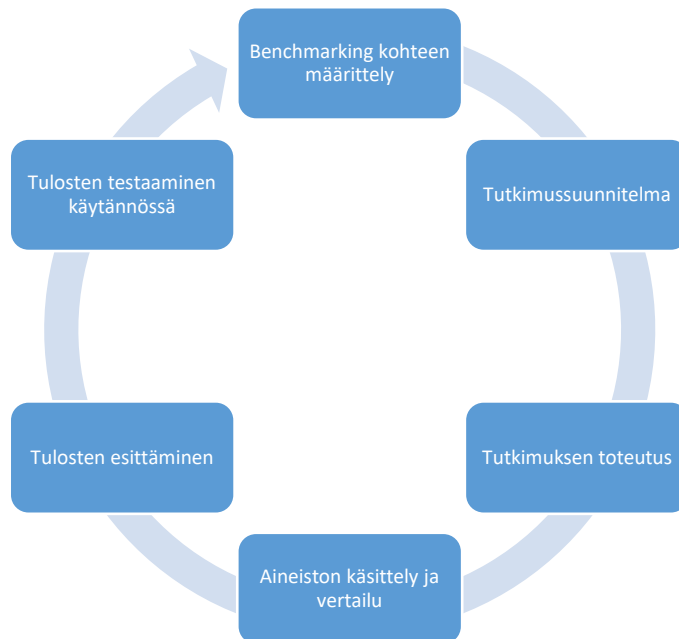 Benchmarking kohteen
määrittely
Tutkimussuunnitelma
Tutkimuksen toteutus
Aineiston käsittely ja
vertailu
Tulosten esittäminen
Tulosten testaaminen
käytännössä